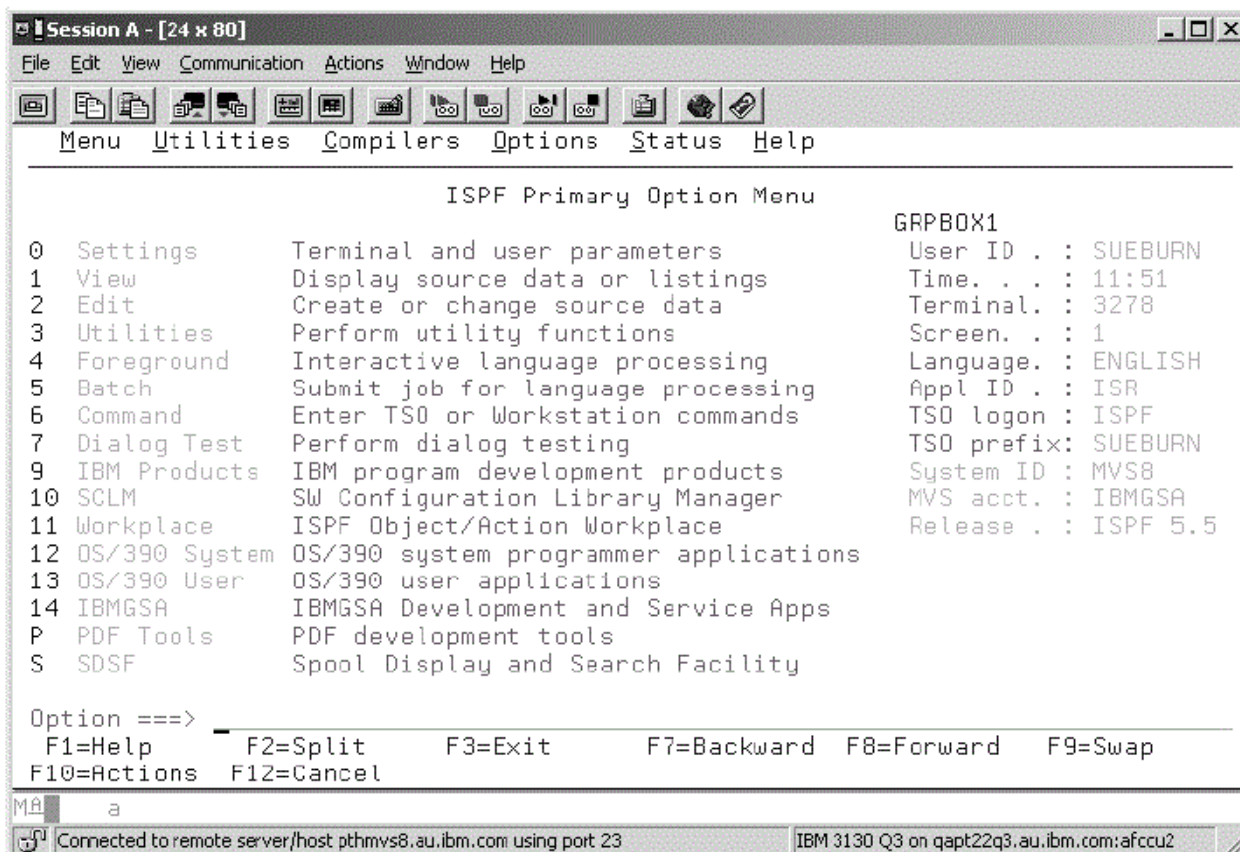 Session A - [24 x 80]
File Edit View Communication Actions Window Help
Menu Utilities Compilers Options Status Help
ISPF Primary Option Menu
GRPBOX1
0 Settings Terminal and user parameters User ID . : SUEBURN
1 View Display source data or listings Time. . . : 11:51
2 Edit Create or change source data Terminal. : 3278
3 Utilities Perform utility functions Screen. . : 1
4 Foreground Interactive language processing Language. : ENGLISH
5 Batch Submit job for language processing Appl ID . : ISR
6 Command Enter TSO or Workstation commands TSO logon : ISPF
7 Dialog Test Perform dialog testing TSO prefix: SUEBURN
9 IBM Products IBM program development products System ID : MVS8
10 SCLM SW Configuration Library Manager MVS acct. : IBMGSA
11 Workplace ISPF Object/Action Workplace Release . : ISPF 5.5
12 OS/390 System OS/390 system programmer applications
13 OS/390 User OS/390 user applications
14 IBMGSA IBMGSA Development and Service Apps
P PDF Tools PDF development tools
S SDSF Spool Display and Search Facility
Option ===>
F1=Help F2=Split F3=Exit F7=Backward F8=Forward F9=Swap
F10=Actions F12=Cancel
MA a
Connected to remote server/host pthmvs8.au.ibm.com using port 23 IBM 3130 Q3 on qapt22q3.au.ibm.com:afccu2